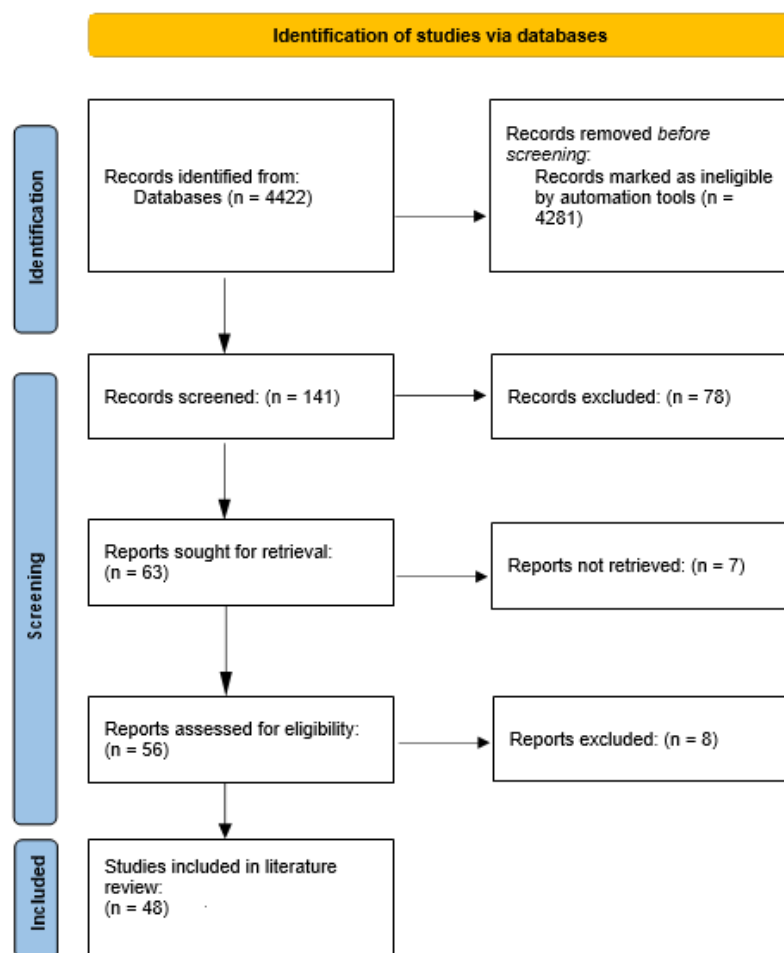 Identification of studies via databases
Identification
Records identified from:
Databases (n = 4422)
Records removed before
screening:
Records marked as ineligible
by automation tools (n =
4281)
Screening
Records screened: (n = 141)
Records excluded: (n = 78)
Reports sought for retrieval:
(n = 63)
Reports not retrieved: (n = 7)
Reports assessed for eligibility:
(n = 56)
Reports excluded: (n = 8)
Included
Studies included in literature
review:
(n = 48)